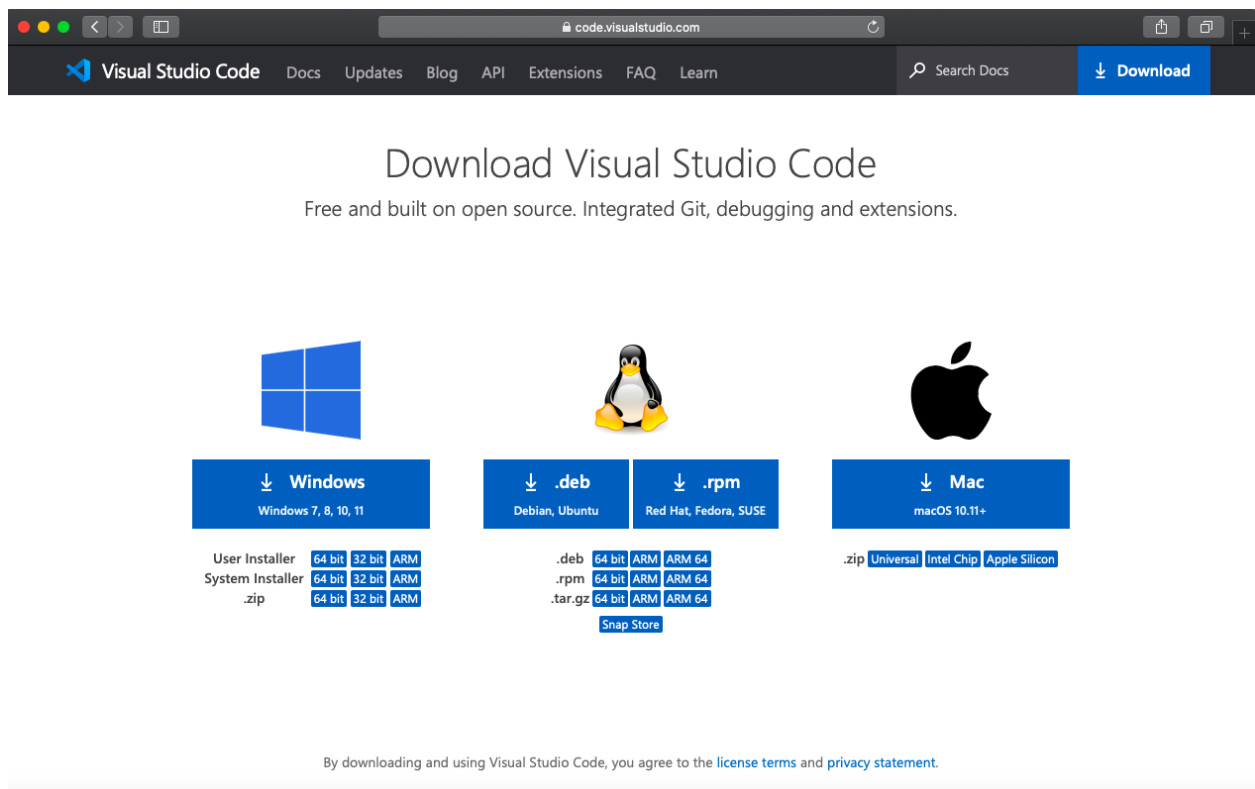 code.visualstudio.com
Visual Studio Code Docs Updates Blog API Extensions FAQ Learn Search Docs Download
Download Visual Studio Code
Free and built on open source. Integrated Git, debugging and extensions.
Windows
Windows 7, 8, 10, 11
User Installer 64 bit 32 bit ARM
System Installer 64 bit 32 bit ARM
.zip 64 bit 32 bit ARM
.deb
Debian, Ubuntu
.rpm
Red Hat, Fedora, SUSE
.deb 64 bit ARM ARM 64
.rpm 64 bit ARM ARM 64
.tar.gz 64 bit ARM ARM 64
Snap Store
Mac
macOS 10.11+
.zip Universal Intel Chip Apple Silicon
By downloading and using Visual Studio Code, you agree to the license terms and privacy statement.